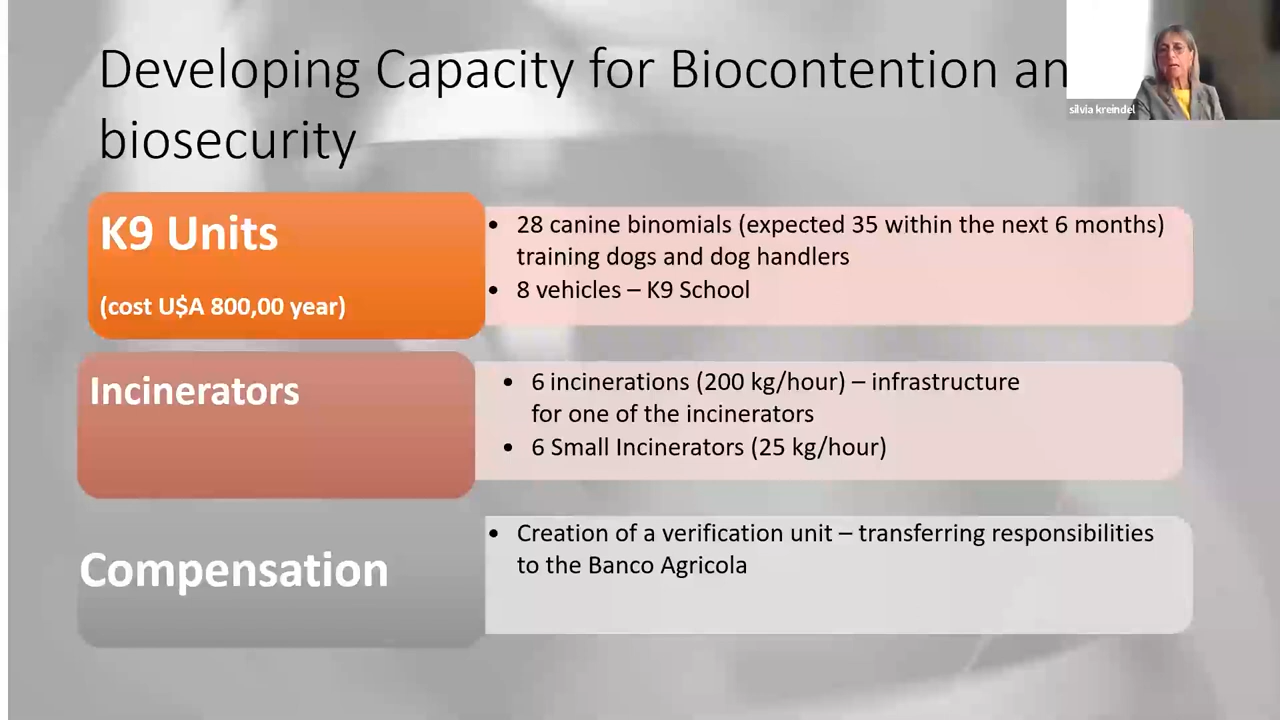 Developing Capacity for Biocontention an
biosecurity
silvia kreindel
K9 Units
(cost U$A 800,00 year)
• 28 canine binomials (expected 35 within the next 6 months)
training dogs and dog handlers
• 8 vehicles – K9 School
Incinerators
• 6 incinerations (200 kg/hour) – infrastructure
for one of the incinerators
• 6 Small Incinerators (25 kg/hour)
Compensation
• Creation of a verification unit – transferring responsibilities
to the Banco Agricola